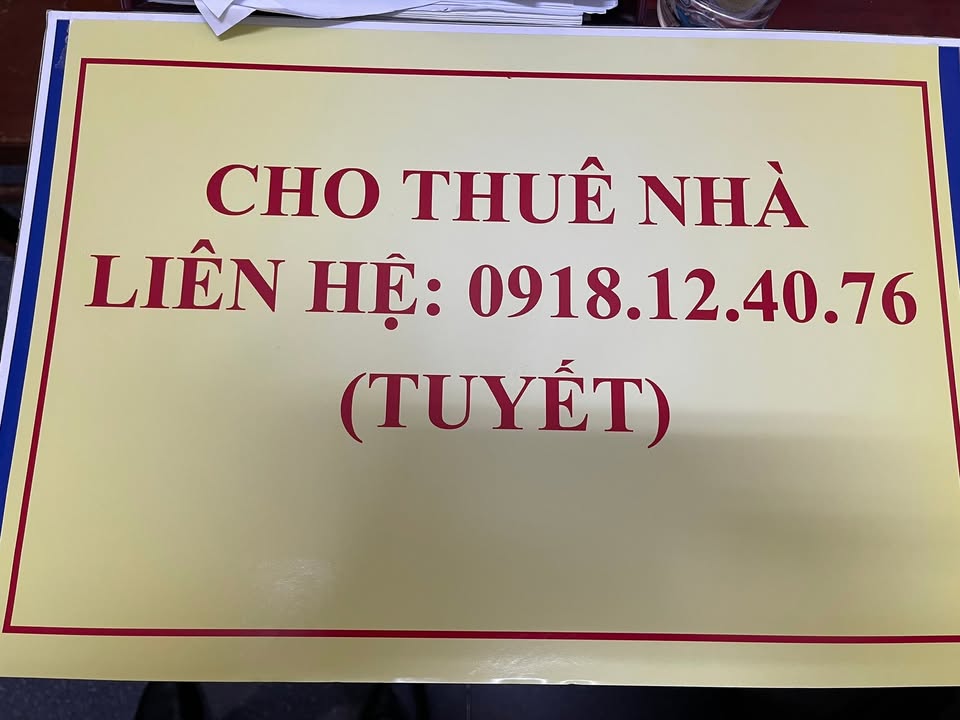 CHO THUÊ NHÀ
LIÊN HỆ: 0918.12.40.76
(TUYẾT)